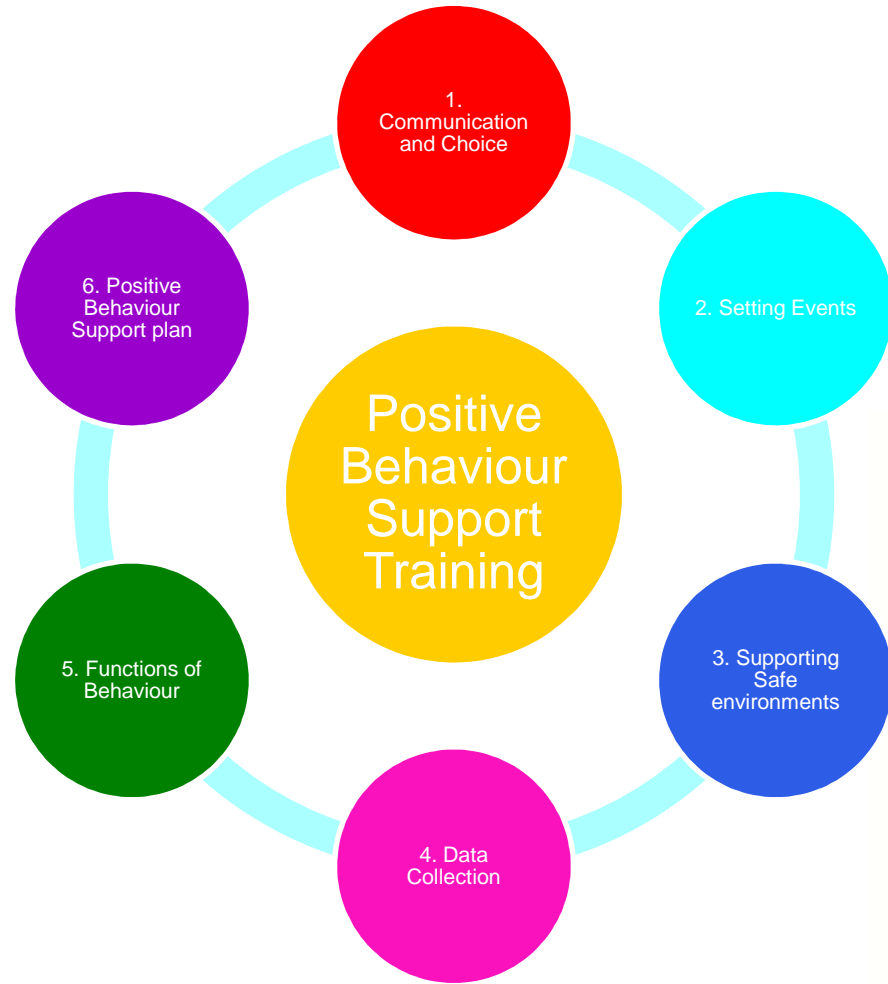 1.
Communication
and Choice
2. Setting Events
3. Supporting
Safe
environments
4. Data
Collection
5. Functions of
Behaviour
6. Positive
Behaviour
Support plan
Positive
Behaviour
Support
Training